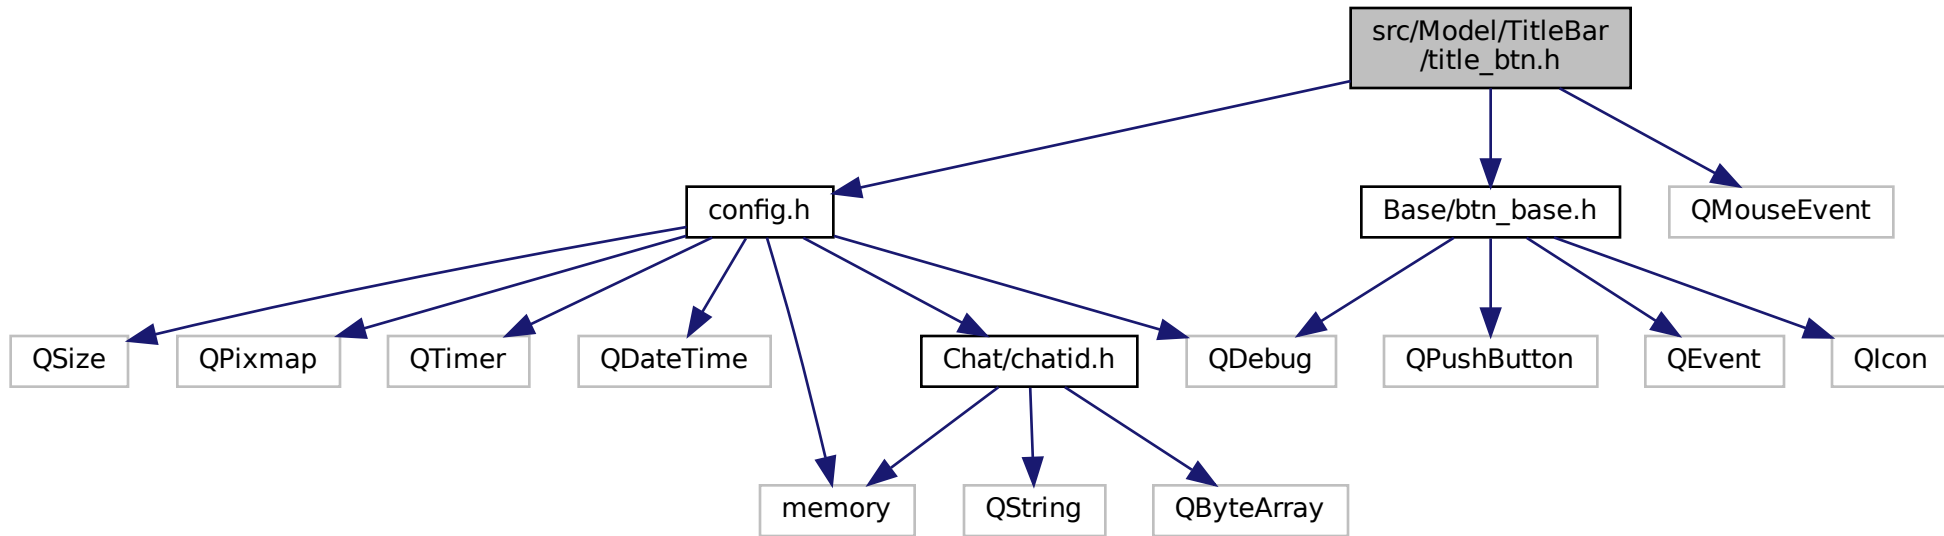 src/Model/TitleBar
/title_btn.h
config.h
Base/btn_base.h
QMouseEvent
QSize
QPixmap
QTimer
QDateTime
Chat/chatid.h
QDebug
QPushButton
QEvent
QIcon
memory
QString
QByteArray